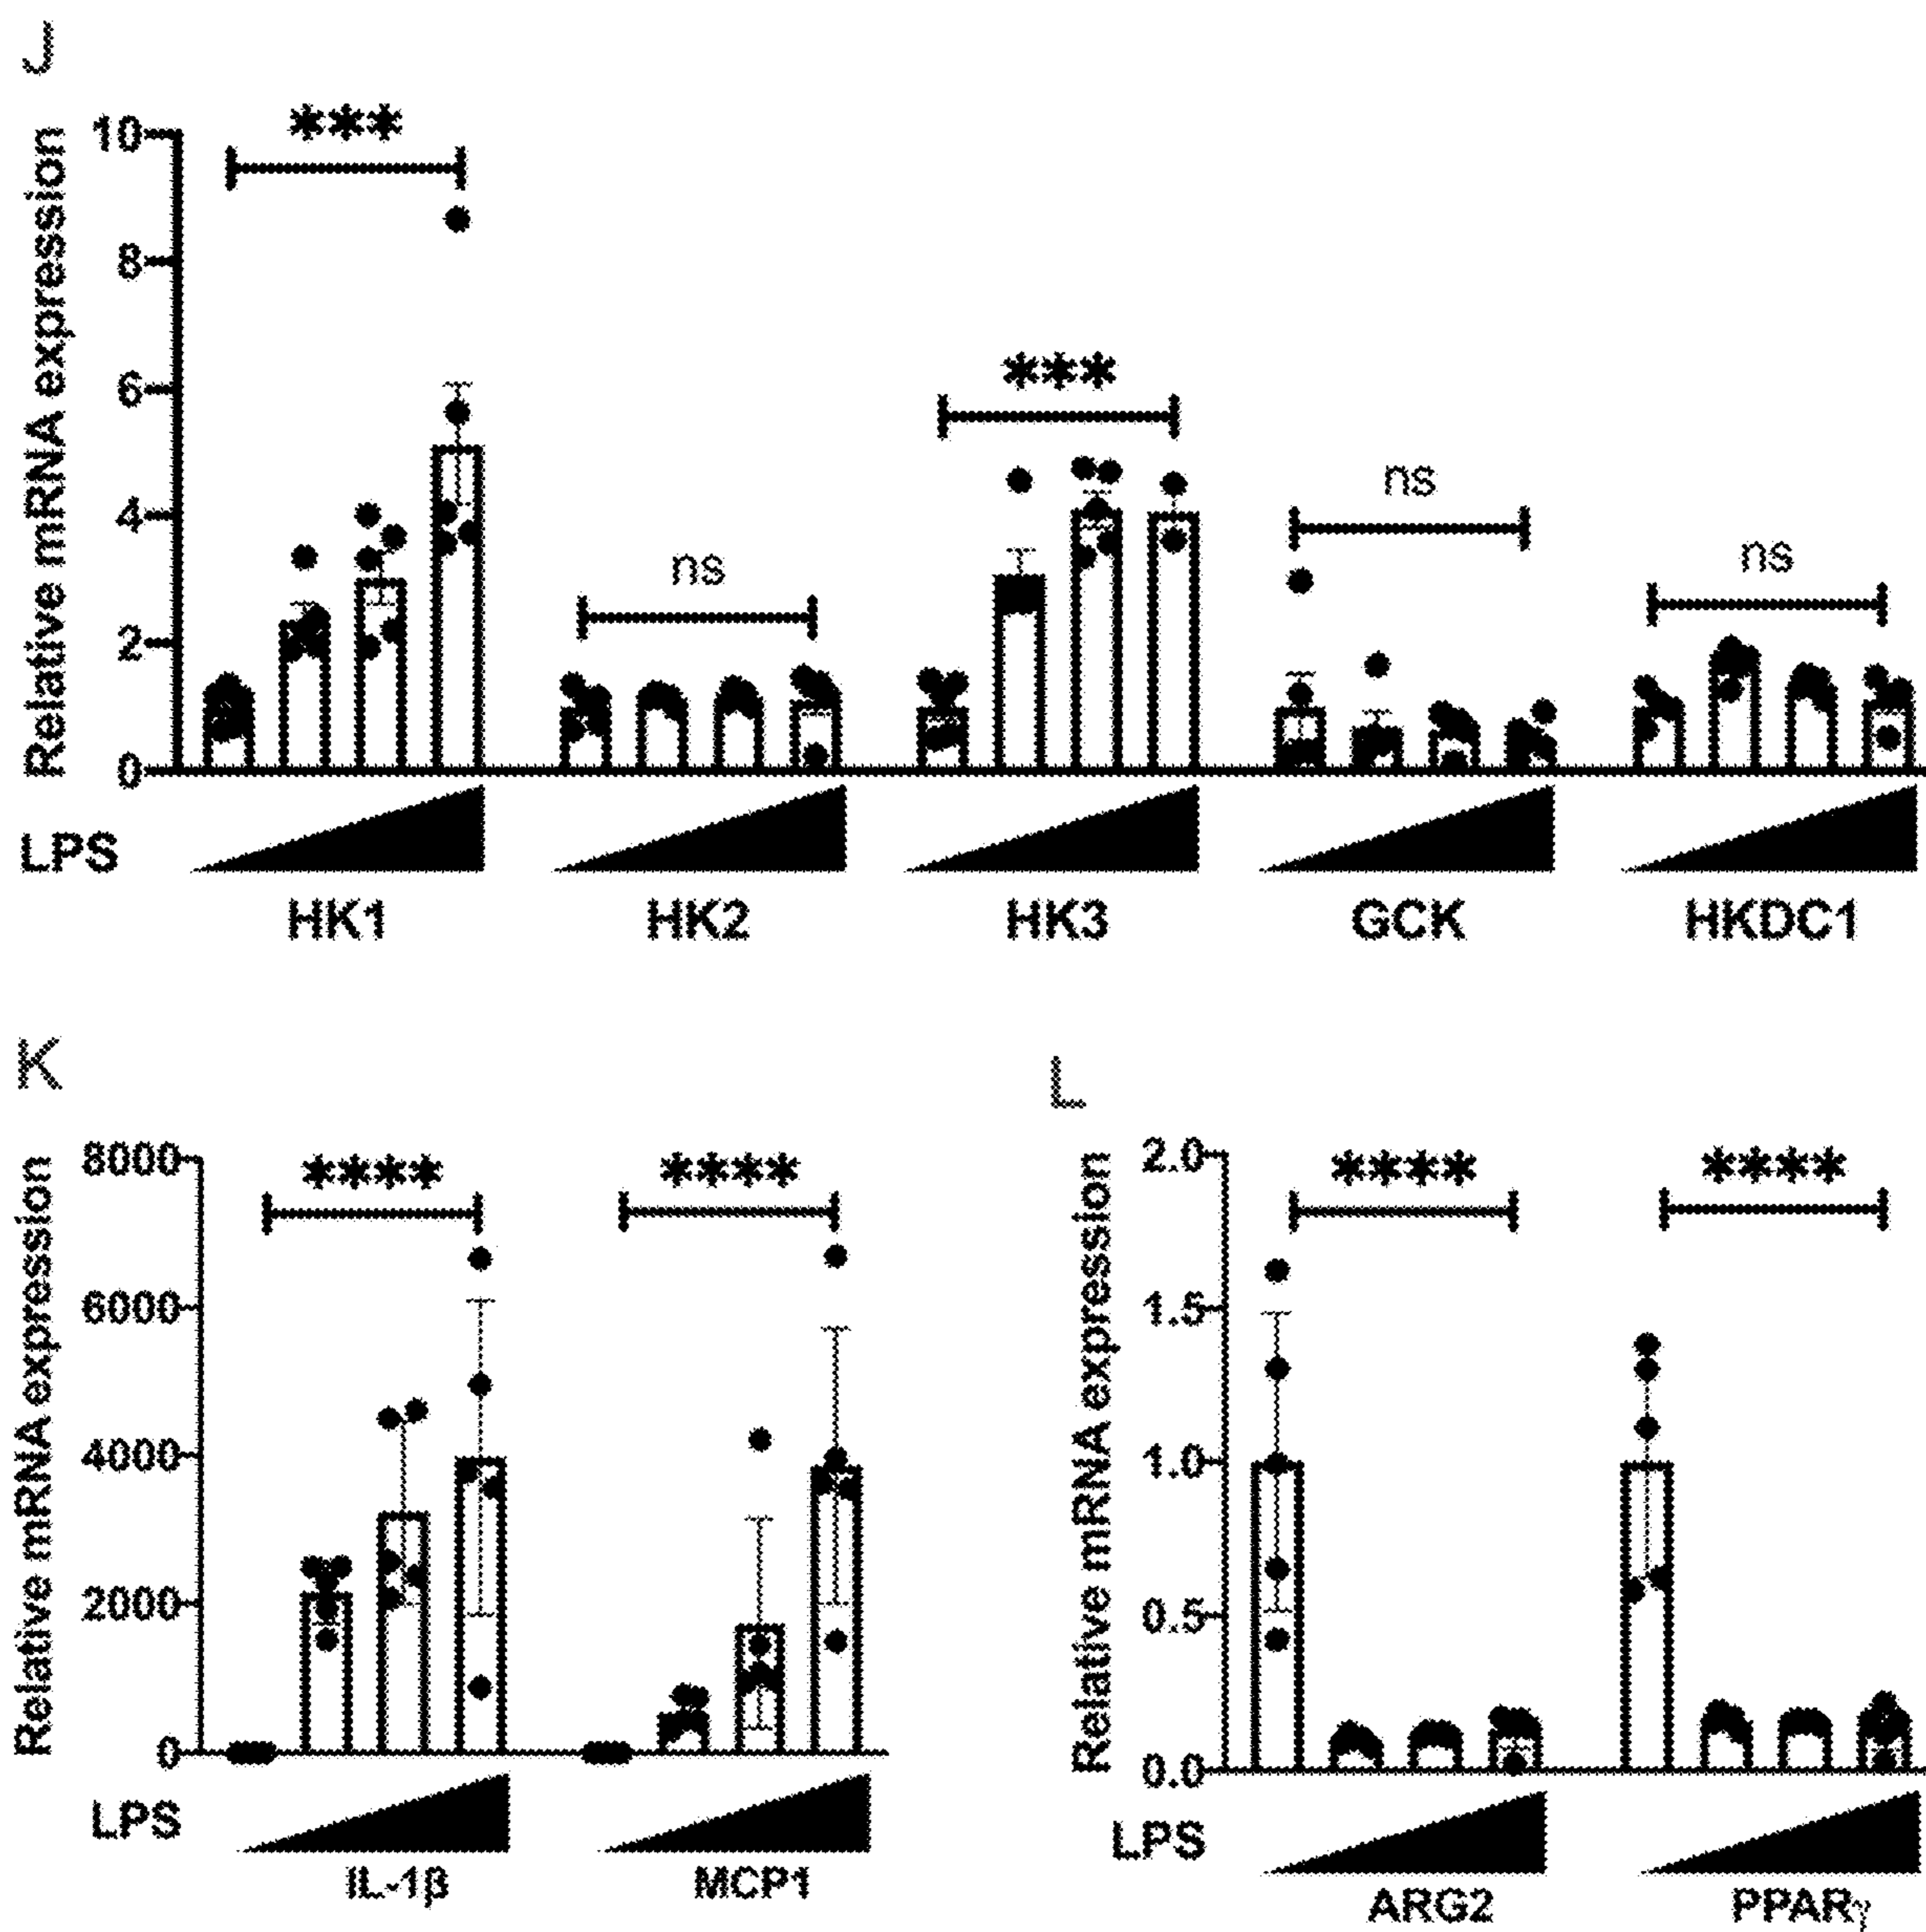 J
Relative mRNA expression
10
8
6
4
2
0
***
ns
***
ns
ns
LPS
HK1 HK2 HK3 GCK HKDC1
K
Relative mRNA expression
8000
6000
4000
2000
0
**** ****
LPS
IL-1β MCP1
L
Relative mRNA expression
2.0
1.5
1.0
0.5
0.0
**** ****
LPS
ARG2 PPARγ